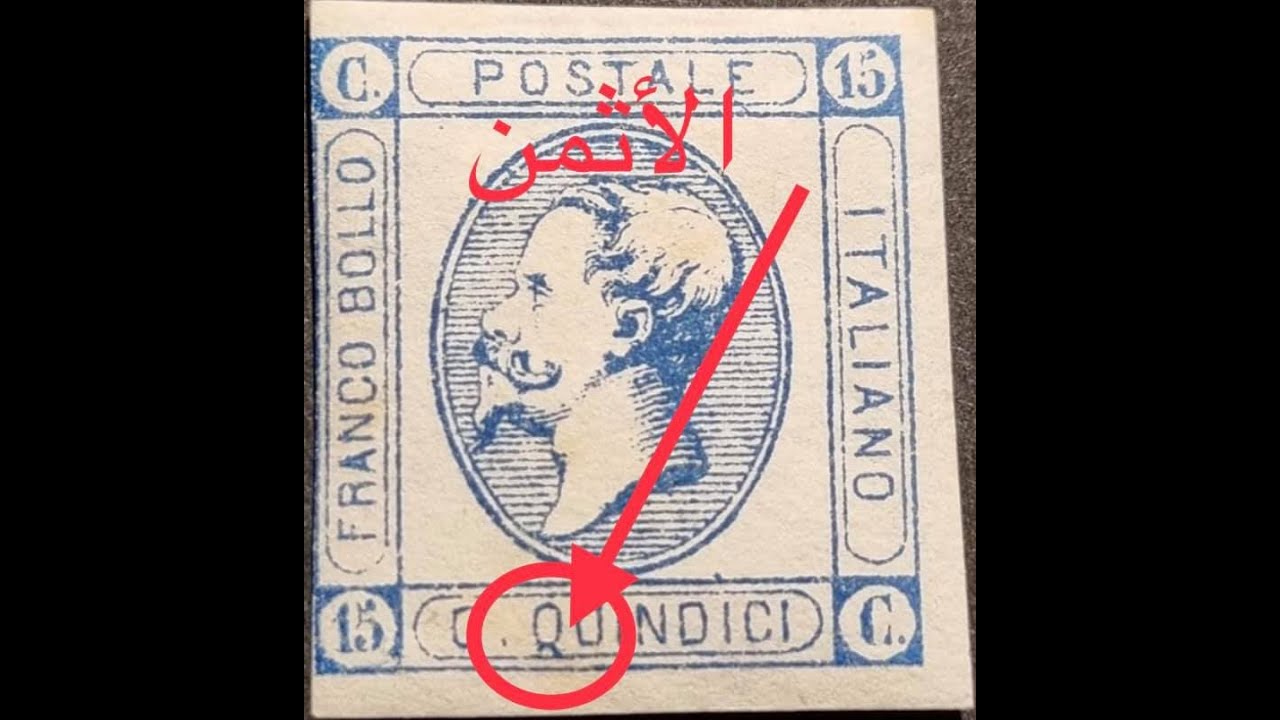 C.
POSTALE
15
الأثمن
FRANCO BOLLO
ITALIANO
15
C. QUINDICI
C.